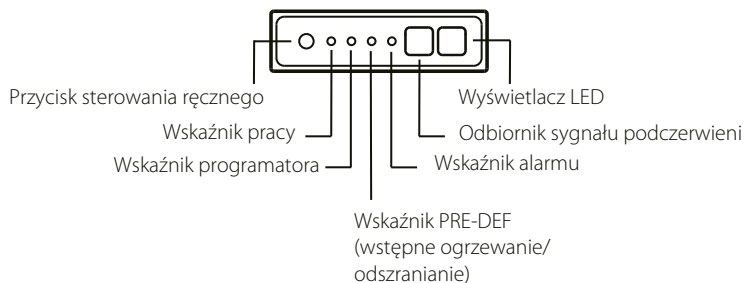 Przycisk sterowania ręcznego
Wyświetlacz LED
Wskaźnik pracy
Odbiornik sygnału podczerwieni
Wskaźnik programatora
Wskaźnik alarmu
Wskaźnik PRE-DEF
(wstępne ogrzewanie/
odszranianie)